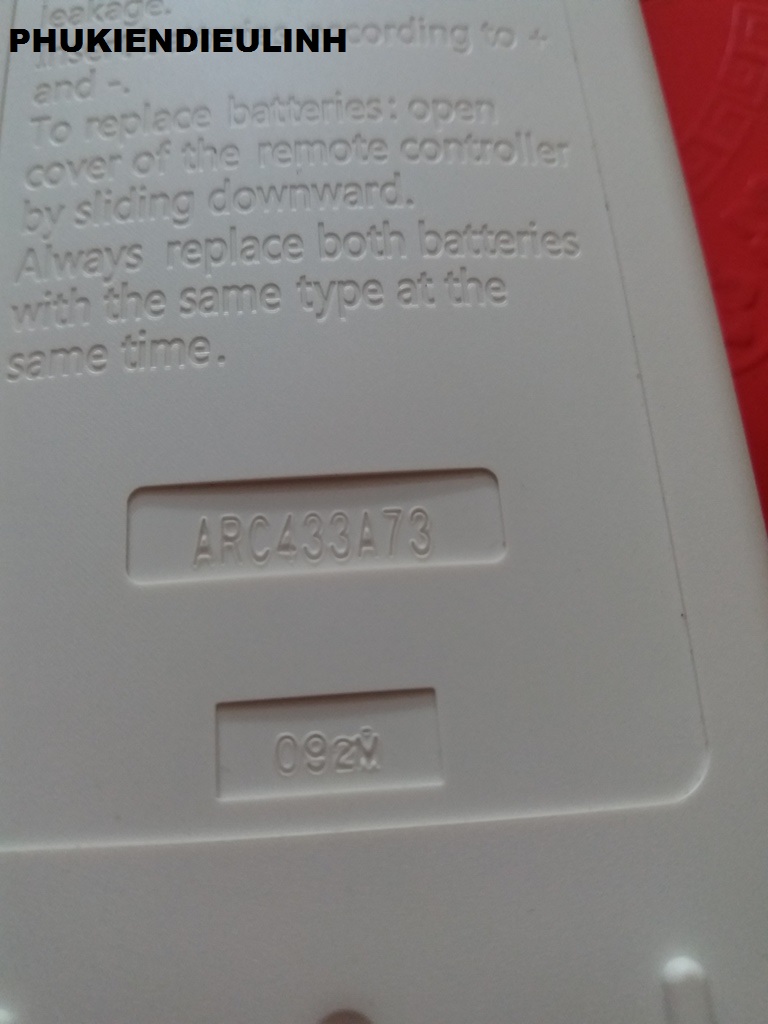 leakage.
PHUKIENDIEULINH
according to +
and -.
To replace batteries: open
cover of the remote controller
by sliding downward.
Always replace both batteries
with the same type at the
same time.
ARC433A73
092